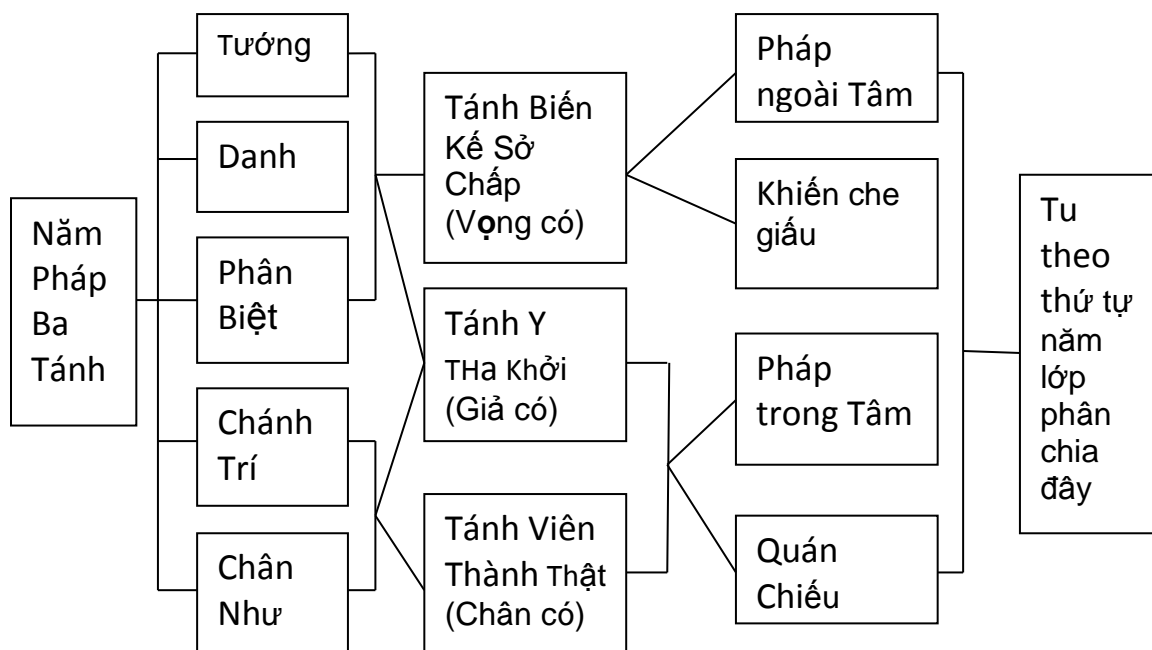 Năm
Pháp
Ba
Tánh
Tướng
Danh
Phân
Biệt
Chánh
Trí
Chân
Như
Tánh Biến
Kế Sở
Chấp
(Vọng có)
Tánh Y
THa Khởi
(Giả có)
Tánh Viên
Thành Thật
(Chân có)
Pháp
ngoài Tâm
Khiến che
giấu
Pháp
trong Tâm
Quán
Chiếu
Tu
theo
thứ tự
năm
lớp
phân
chia
đây